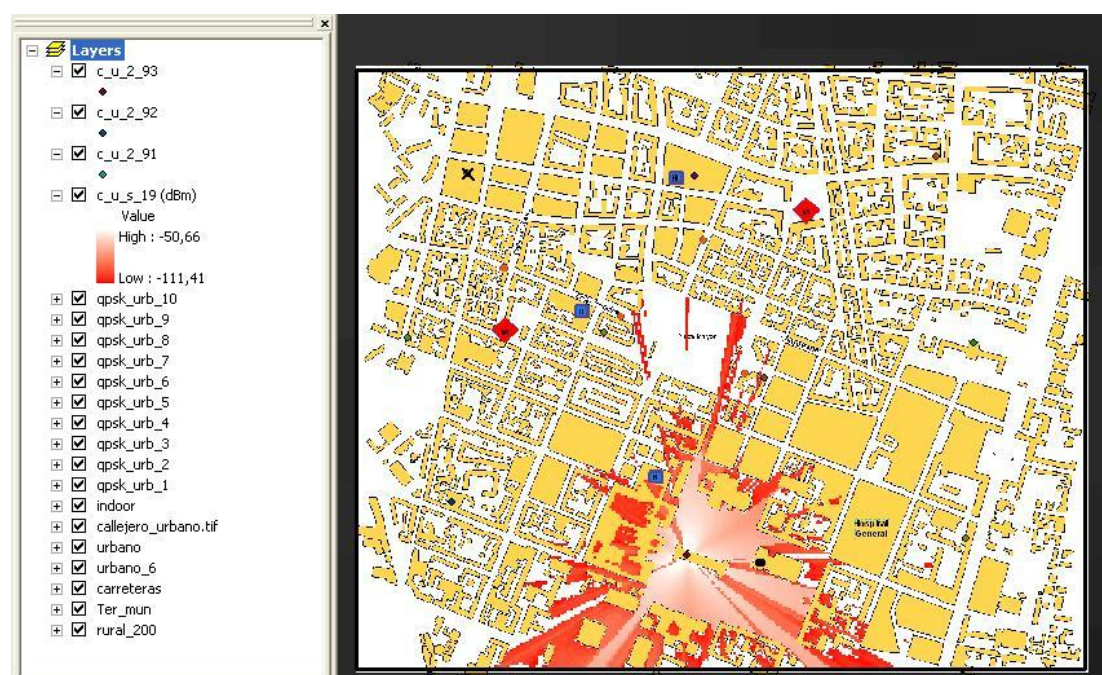 Layers
c_u_2_93
c_u_2_92
c_u_2_91
c_u_s_19 (dBm)
Value
High : -50,66
Low : -111,41
qpsk_urb_10
qpsk_urb_9
qpsk_urb_8
qpsk_urb_7
qpsk_urb_6
qpsk_urb_5
qpsk_urb_4
qpsk_urb_3
qpsk_urb_2
qpsk_urb_1
indoor
callejero_urbano.tif
urbano
urbano_6
carreteras
Ter_mun
rural_200
Hospital
General